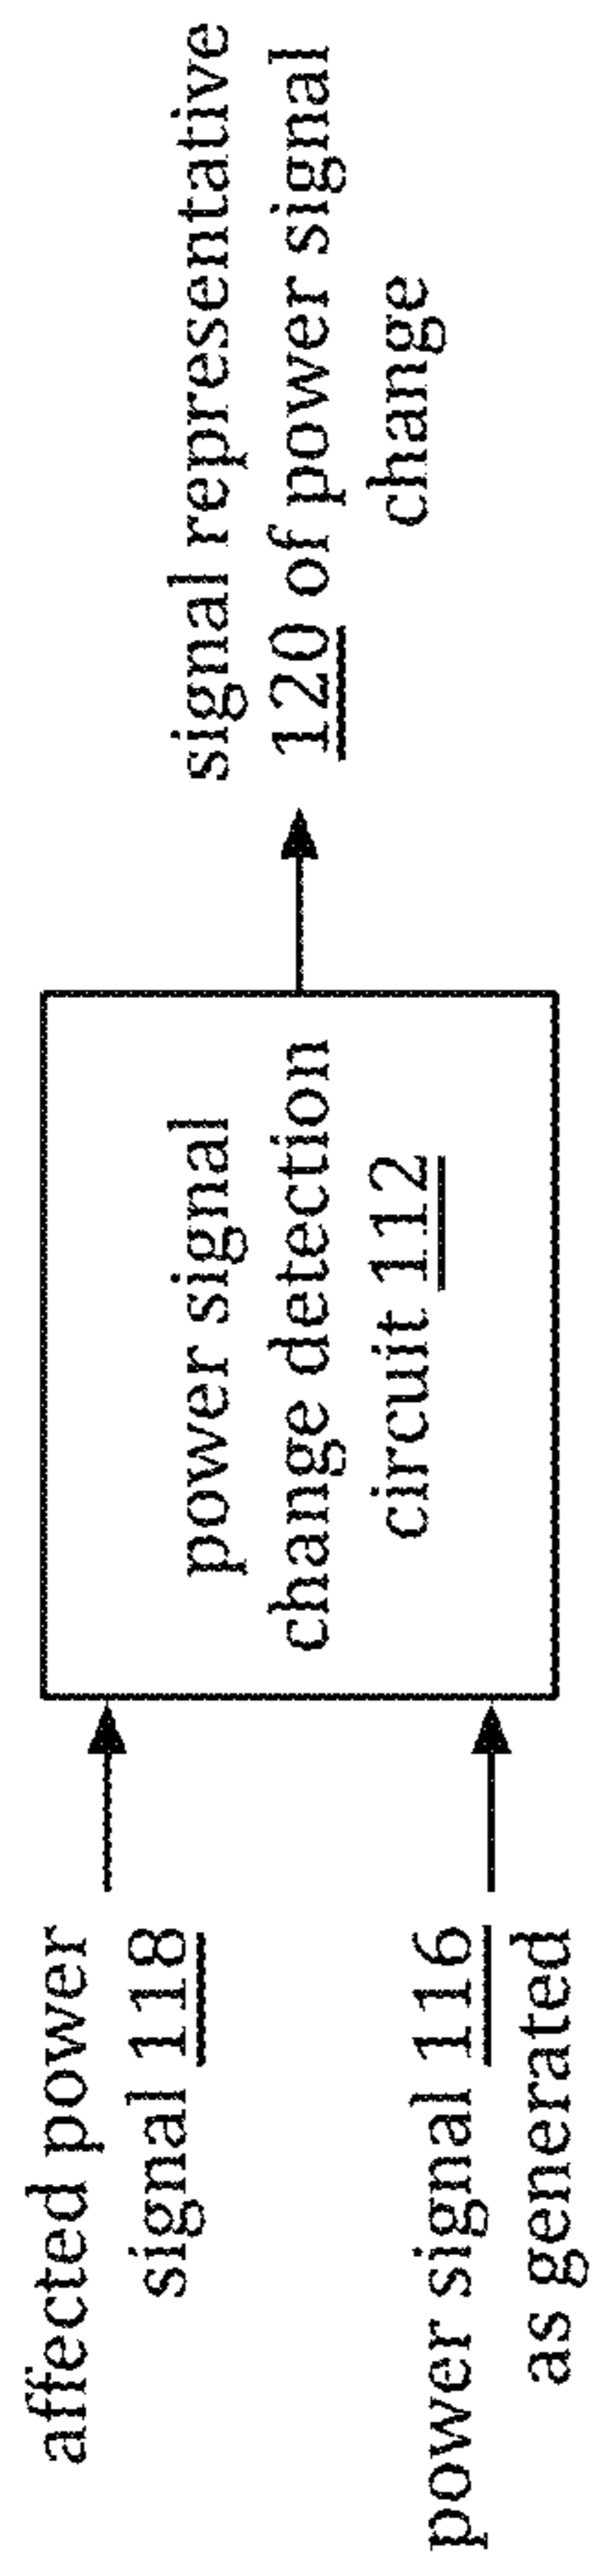 affected power
signal 118
power signal 116
as generated
power signal
change detection
circuit 112
signal representative
120 of power signal
change